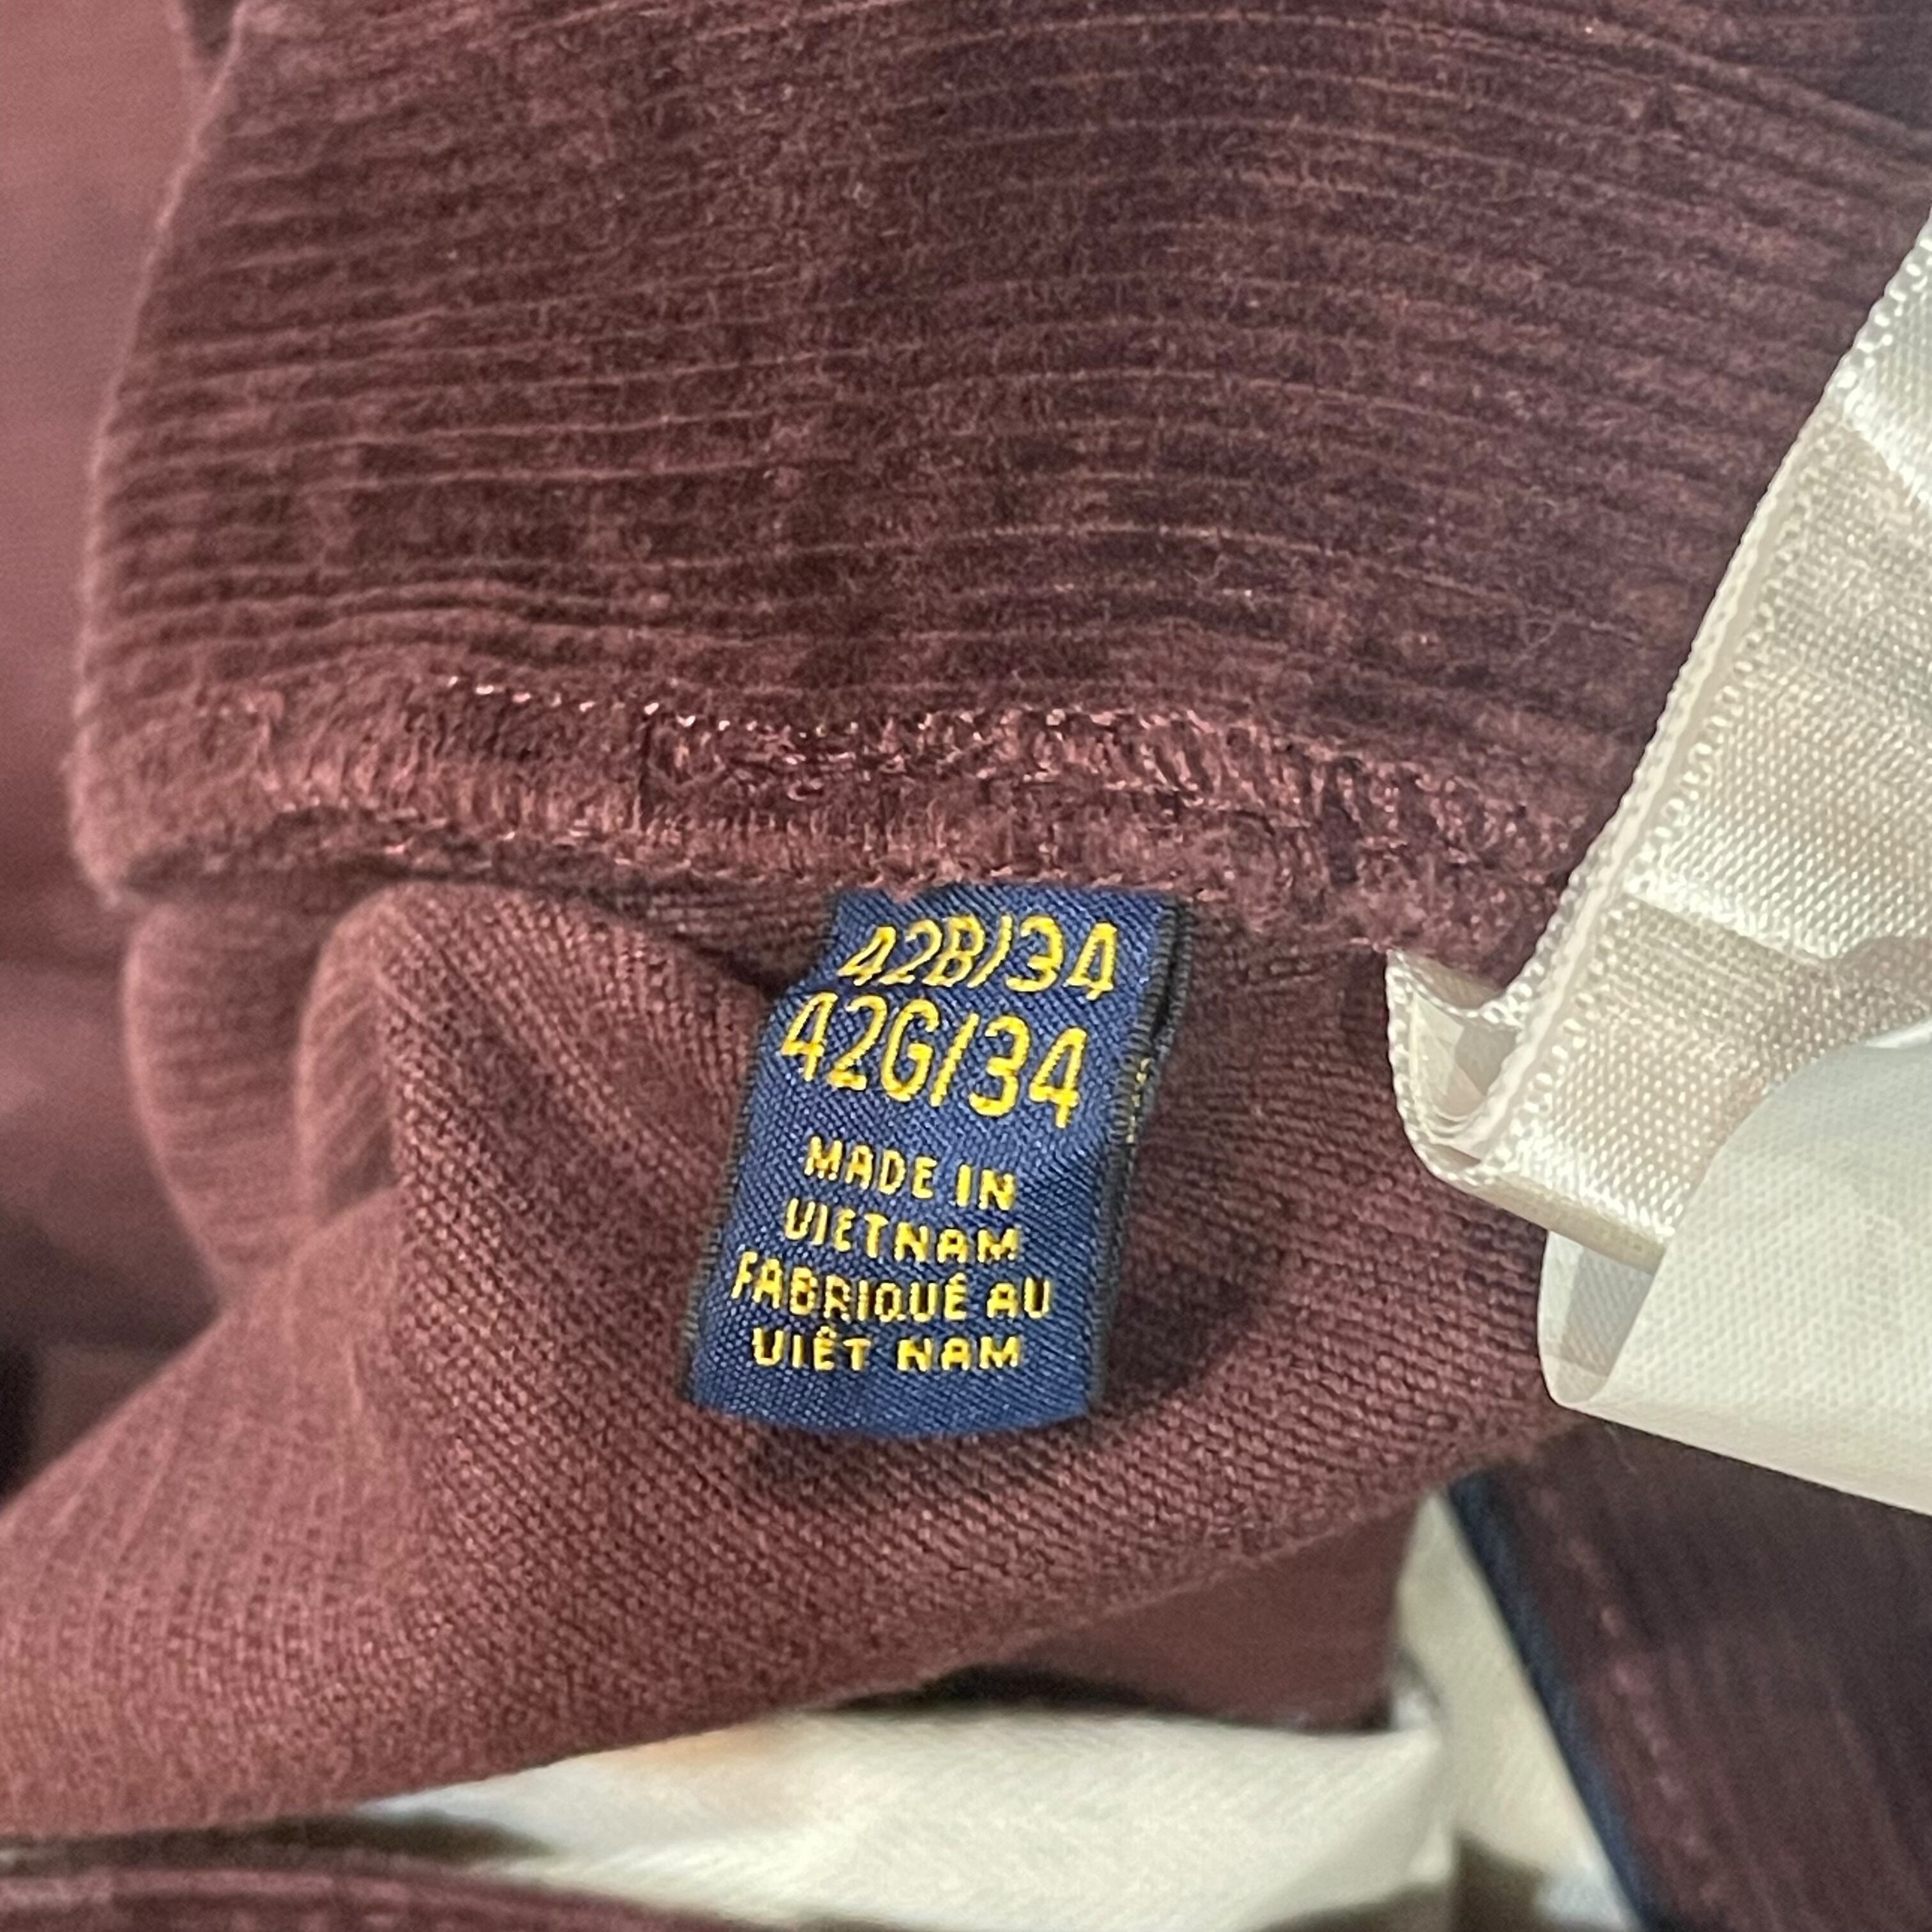 42B/34
42G/34
MADE IN
VIETNAM
FABRIQUÉ AU
VIÊT NAM